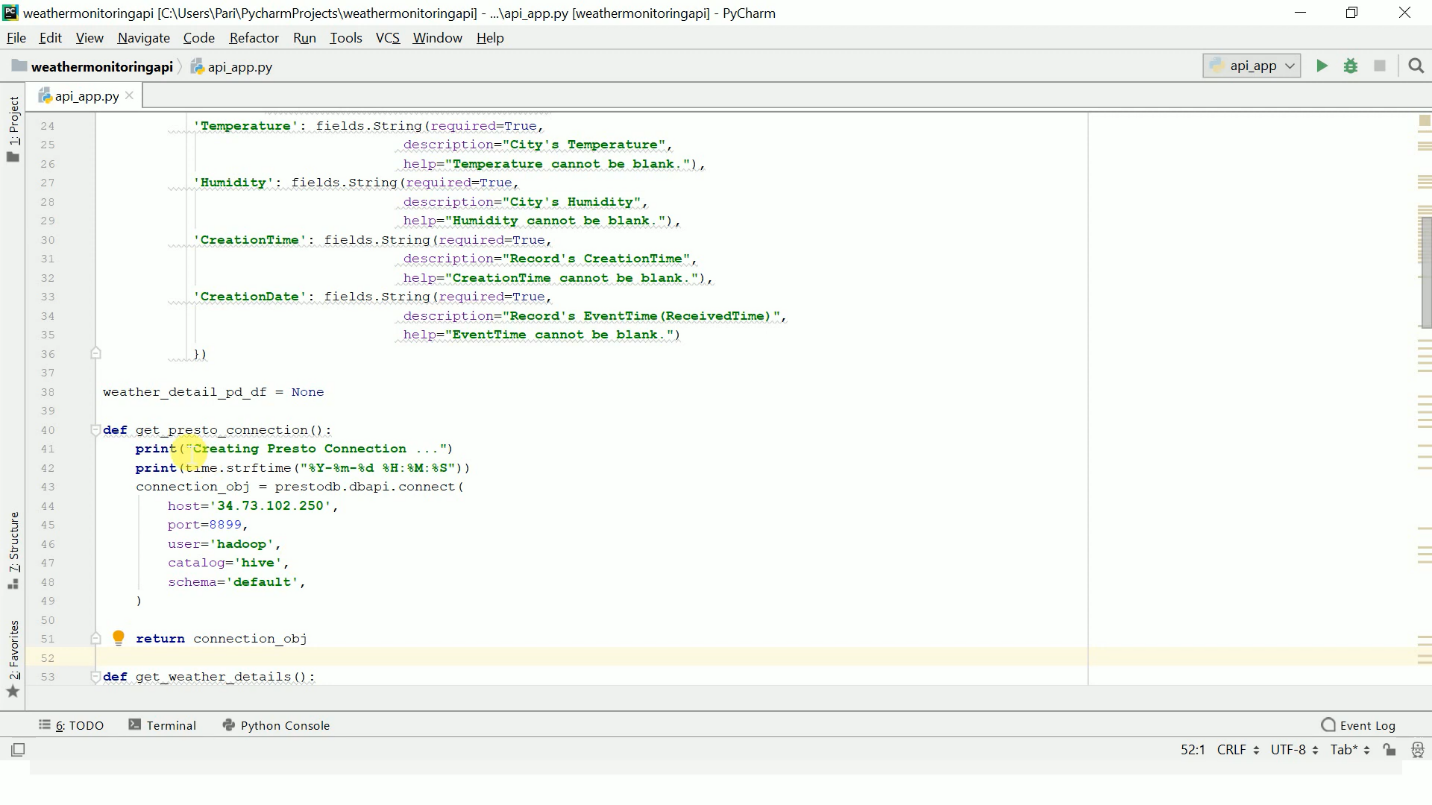 weathermonitoringapi [C:\Users\Pari\PycharmProjects\weathermonitoringapi] - ...\api_app.py [weathermonitoringapi] - PyCharm
File Edit View Navigate Code Refactor Run Tools VCS Window Help
weathermonitoringapi api_app.py api_app
api_app.py
1: Project
7: Structure
2: Favorites
24 'Temperature': fields.String(required=True,
25 description="City's Temperature",
26 help="Temperature cannot be blank."),
27 'Humidity': fields.String(required=True,
28 description="City's Humidity",
29 help="Humidity cannot be blank."),
30 'CreationTime': fields.String(required=True,
31 description="Record's CreationTime",
32 help="CreationTime cannot be blank."),
33 'CreationDate': fields.String(required=True,
34 description="Record's EventTime(ReceivedTime)",
35 help="EventTime cannot be blank.")
36 })
37
38 weather_detail_pd_df = None
39
40 def get_presto_connection():
41 print("Creating Presto Connection ...")
42 print(time.strftime("%Y-%m-%d %H:%M:%S"))
43 connection_obj = prestodb.dbapi.connect(
44 host='34.73.102.250',
45 port=8899,
46 user='hadoop',
47 catalog='hive',
48 schema='default',
49 )
50
51 return connection_obj
52
53 def get_weather_details():
6: TODO Terminal Python Console Event Log
52:1 CRLF UTF-8 Tab*